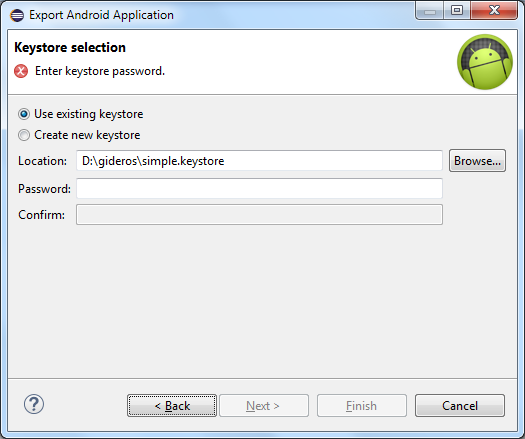 Export Android Application
Keystore selection
Enter keystore password.
Use existing keystore
Create new keystore
Location: D:\gideros\simple.keystore Browse...
Password:
Confirm:
? < Back Next > Finish Cancel